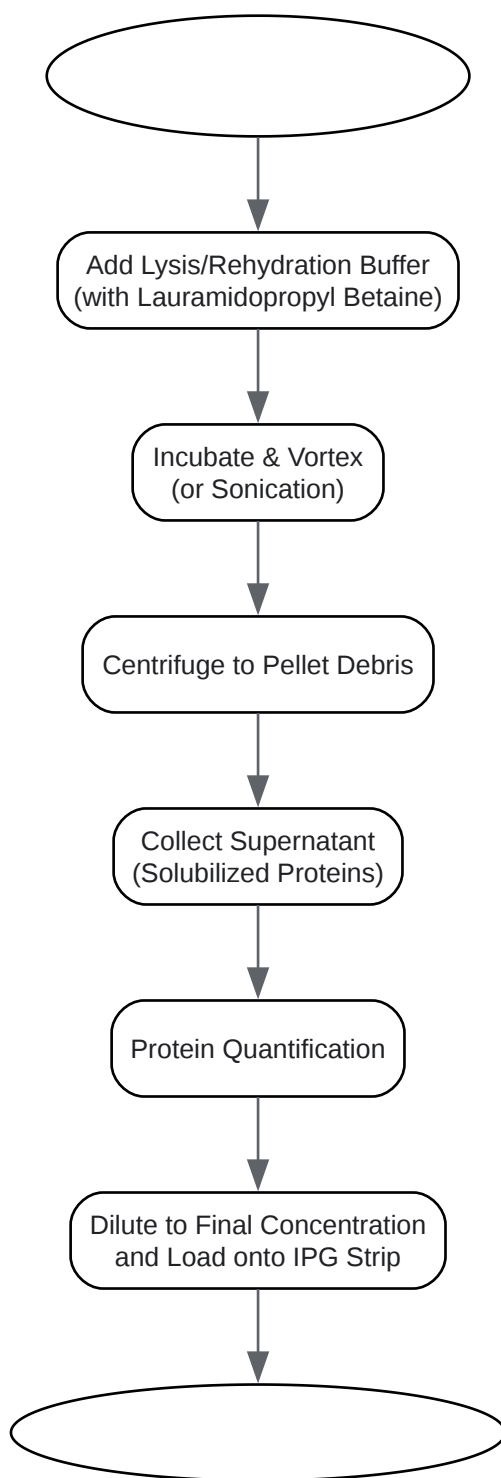 Add Lysis/Rehydration Buffer
(with Lauramidopropyl Betaine)
Incubate & Vortex
(or Sonication)
Centrifuge to Pellet Debris
Collect Supernatant
(Solubilized Proteins)
Protein Quantification
Dilute to Final Concentration
and Load onto IPG Strip